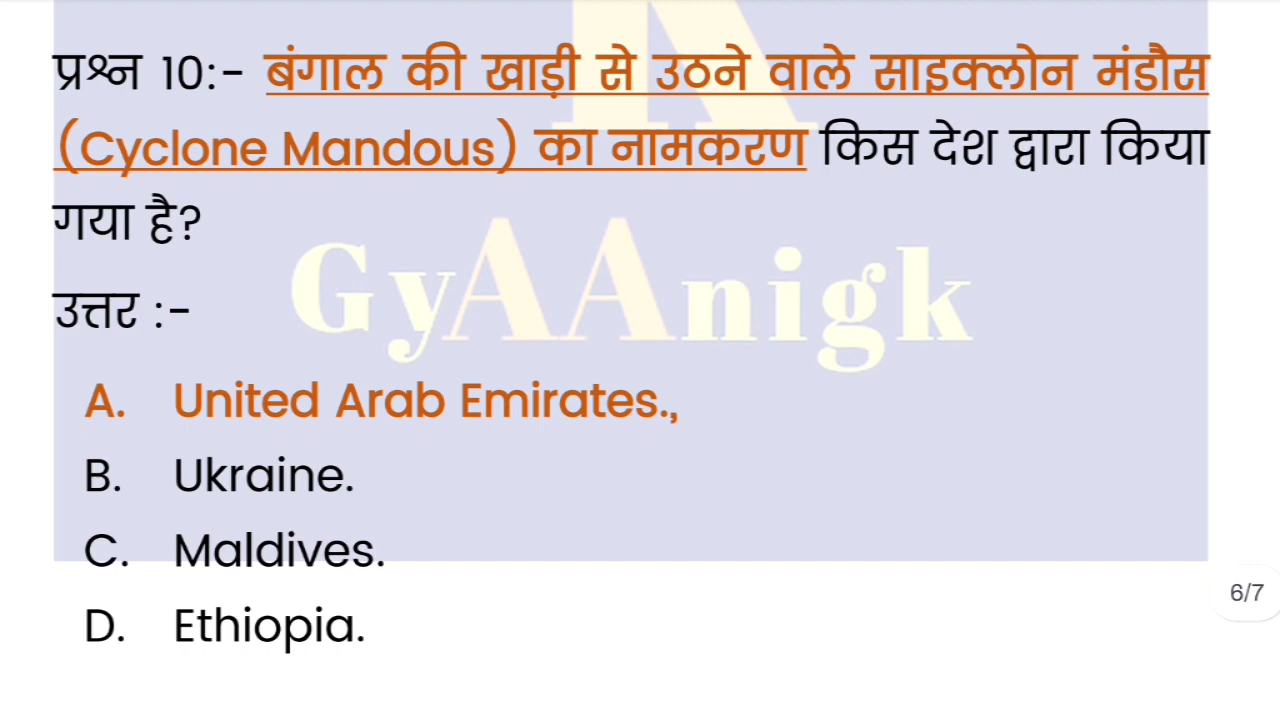 प्रश्न 10:- बंगाल की खाड़ी से उठने वाले साइक्लोन मंडौस
(Cyclone Mandous) का नामकरण किस देश द्वारा किया
गया है?
GyAAnigk
उत्तर :-
A. United Arab Emirates.,
B. Ukraine.
C. Maldives.
D. Ethiopia.
6/7